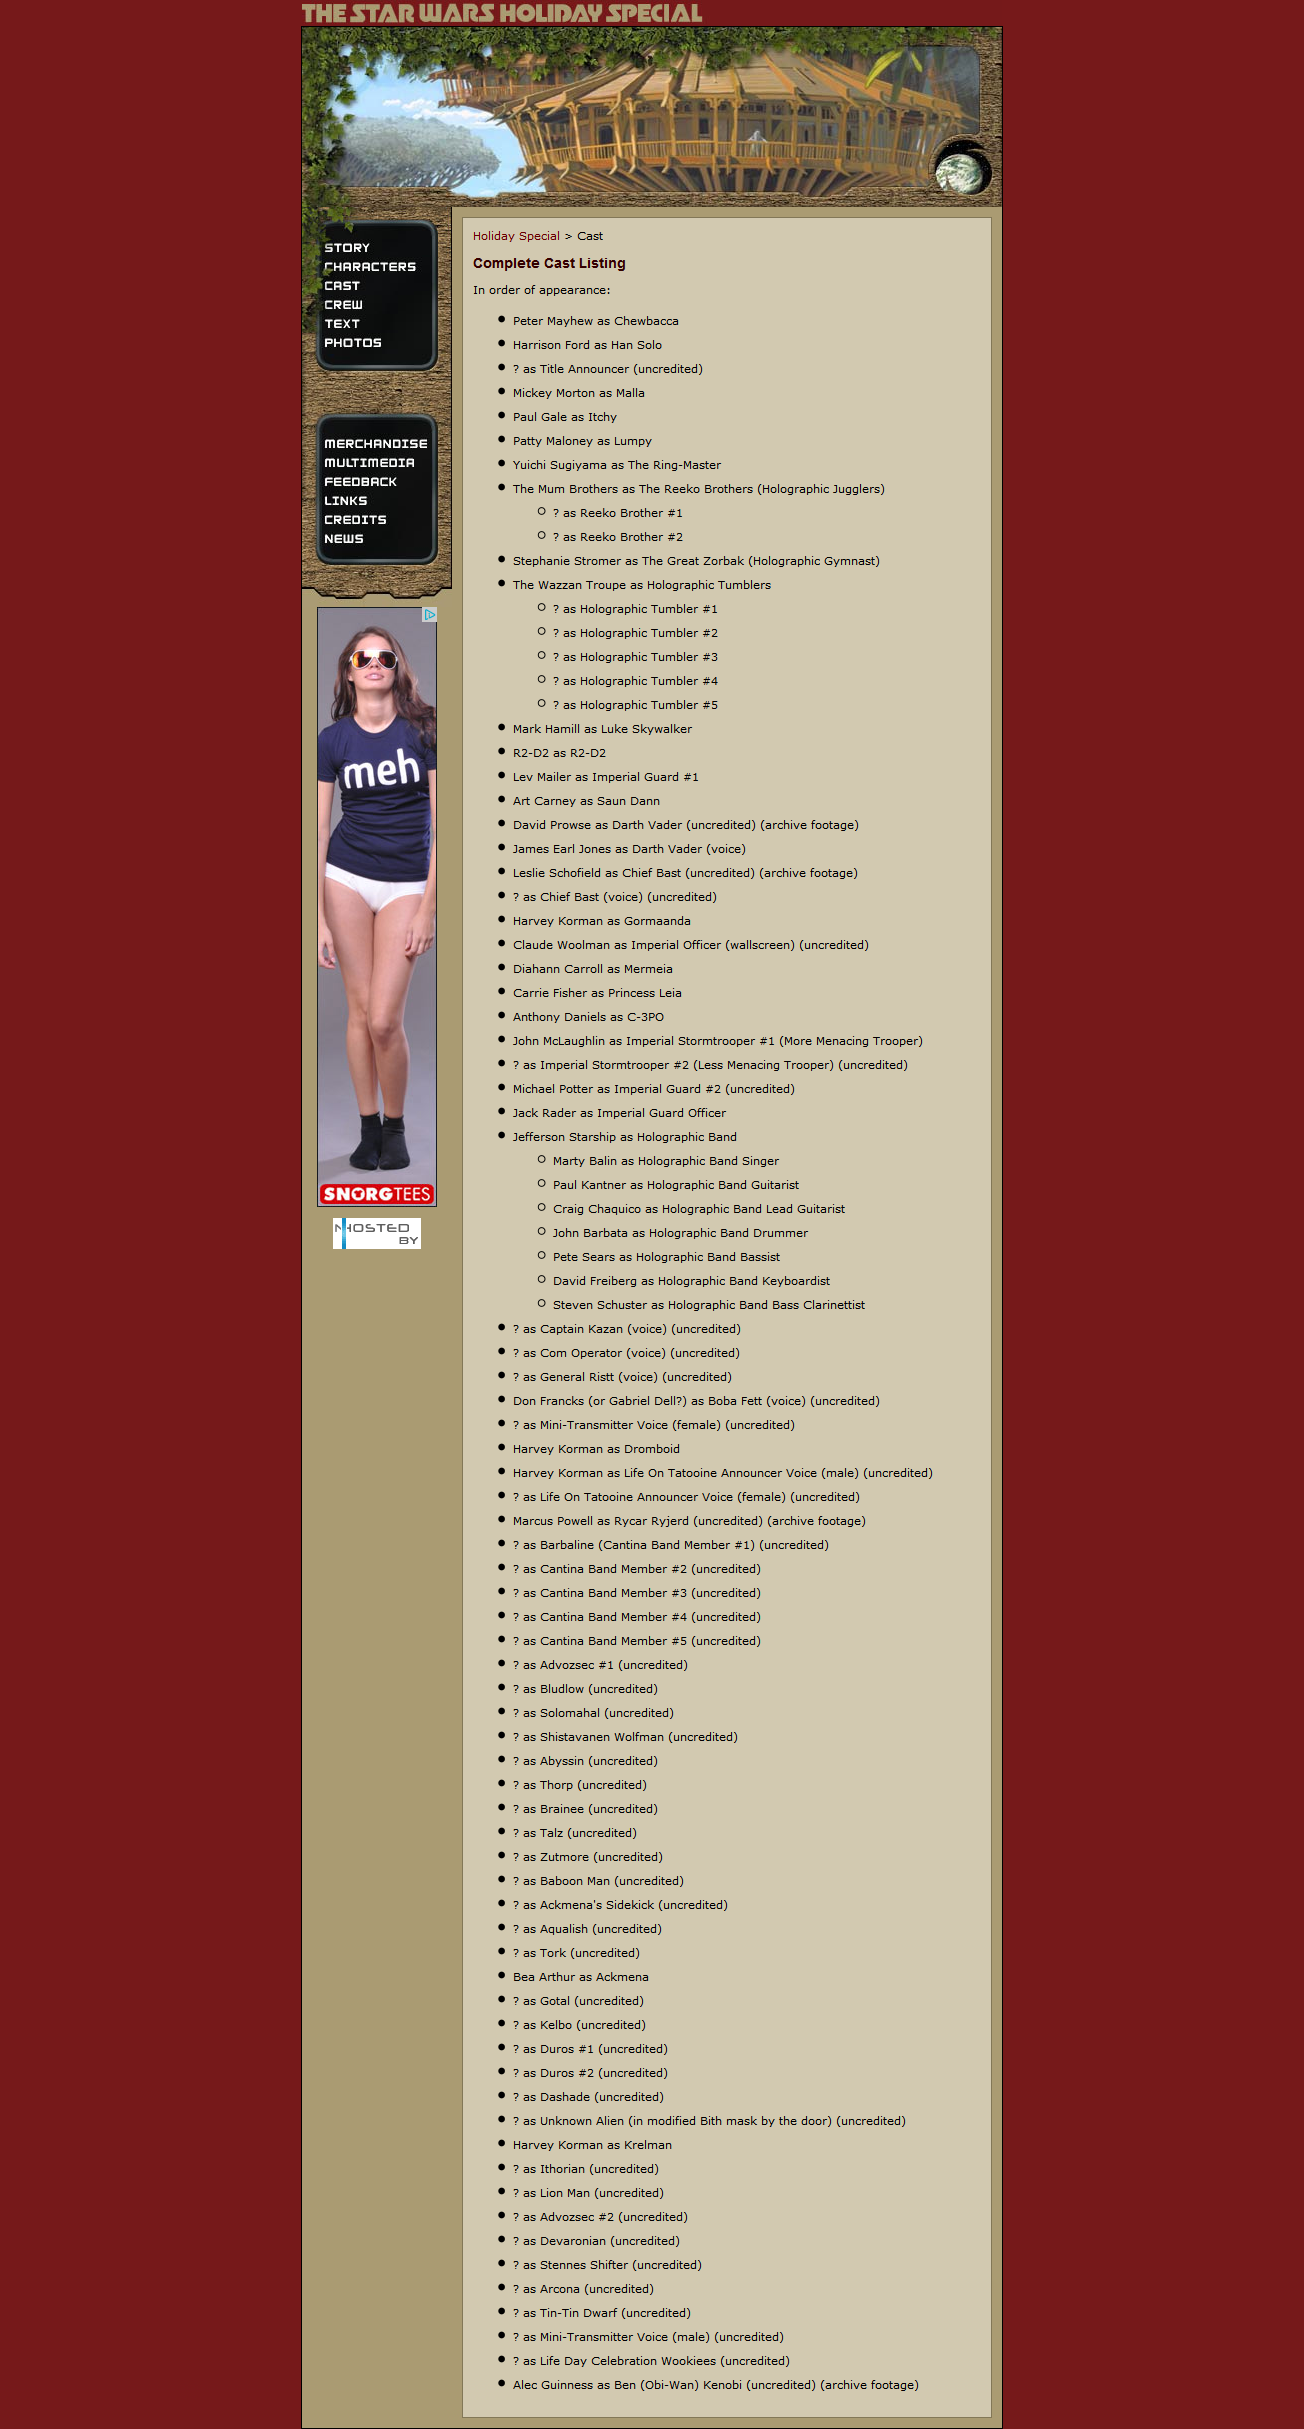 THE STAR WARS HOLIDAY SPECIAL
STORY
CHARACTERS
CAST
CREW
TEXT
PHOTOS
MERCHANDISE
MULTIMEDIA
FEEDBACK
LINKS
CREDITS
NEWS
meh
SNORGTEES
HOSTED
BY
Holiday Special > Cast
Complete Cast Listing
In order of appearance:
Peter Mayhew as Chewbacca
Harrison Ford as Han Solo
? as Title Announcer (uncredited)
Mickey Morton as Malla
Paul Gale as Itchy
Patty Maloney as Lumpy
Yuichi Sugiyama as The Ring-Master
The Mum Brothers as The Reeko Brothers (Holographic Jugglers)
? as Reeko Brother #1
? as Reeko Brother #2
Stephanie Stromer as The Great Zorbak (Holographic Gymnast)
The Wazzan Troupe as Holographic Tumblers
? as Holographic Tumbler #1
? as Holographic Tumbler #2
? as Holographic Tumbler #3
? as Holographic Tumbler #4
? as Holographic Tumbler #5
Mark Hamill as Luke Skywalker
R2-D2 as R2-D2
Lev Mailer as Imperial Guard #1
Art Carney as Saun Dann
David Prowse as Darth Vader (uncredited) (archive footage)
James Earl Jones as Darth Vader (voice)
Leslie Schofield as Chief Bast (uncredited) (archive footage)
? as Chief Bast (voice) (uncredited)
Harvey Korman as Gormaanda
Claude Woolman as Imperial Officer (wallscreen) (uncredited)
Diahann Carroll as Mermeia
Carrie Fisher as Princess Leia
Anthony Daniels as C-3PO
John McLaughlin as Imperial Stormtrooper #1 (More Menacing Trooper)
? as Imperial Stormtrooper #2 (Less Menacing Trooper) (uncredited)
Michael Potter as Imperial Guard #2 (uncredited)
Jack Rader as Imperial Guard Officer
Jefferson Starship as Holographic Band
Marty Balin as Holographic Band Singer
Paul Kantner as Holographic Band Guitarist
Craig Chaquico as Holographic Band Lead Guitarist
John Barbata as Holographic Band Drummer
Pete Sears as Holographic Band Bassist
David Freiberg as Holographic Band Keyboardist
Steven Schuster as Holographic Band Bass Clarinettist
? as Captain Kazan (voice) (uncredited)
? as Com Operator (voice) (uncredited)
? as General Ristt (voice) (uncredited)
Don Francks (or Gabriel Dell?) as Boba Fett (voice) (uncredited)
? as Mini-Transmitter Voice (female) (uncredited)
Harvey Korman as Dromboid
Harvey Korman as Life On Tatooine Announcer Voice (male) (uncredited)
? as Life On Tatooine Announcer Voice (female) (uncredited)
Marcus Powell as Rycar Ryjerd (uncredited) (archive footage)
? as Barbaline (Cantina Band Member #1) (uncredited)
? as Cantina Band Member #2 (uncredited)
? as Cantina Band Member #3 (uncredited)
? as Cantina Band Member #4 (uncredited)
? as Cantina Band Member #5 (uncredited)
? as Advozsec #1 (uncredited)
? as Bludlow (uncredited)
? as Solomahal (uncredited)
? as Shistavanen Wolfman (uncredited)
? as Abyssin (uncredited)
? as Thorp (uncredited)
? as Brainee (uncredited)
? as Talz (uncredited)
? as Zutmore (uncredited)
? as Baboon Man (uncredited)
? as Ackmena's Sidekick (uncredited)
? as Aqualish (uncredited)
? as Tork (uncredited)
Bea Arthur as Ackmena
? as Gotal (uncredited)
? as Kelbo (uncredited)
? as Duros #1 (uncredited)
? as Duros #2 (uncredited)
? as Dashade (uncredited)
? as Unknown Alien (in modified Bith mask by the door) (uncredited)
Harvey Korman as Krelman
? as Ithorian (uncredited)
? as Lion Man (uncredited)
? as Advozsec #2 (uncredited)
? as Devaronian (uncredited)
? as Stennes Shifter (uncredited)
? as Arcona (uncredited)
? as Tin-Tin Dwarf (uncredited)
? as Mini-Transmitter Voice (male) (uncredited)
? as Life Day Celebration Wookiees (uncredited)
Alec Guinness as Ben (Obi-Wan) Kenobi (uncredited) (archive footage)